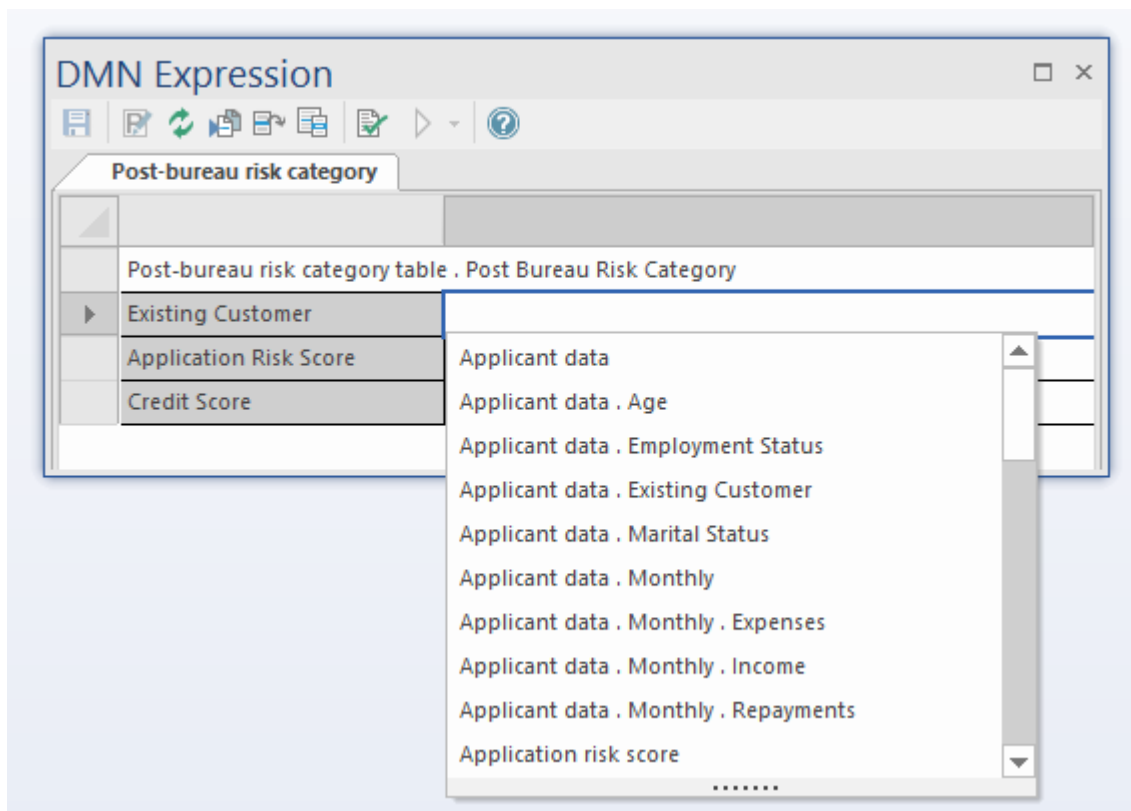 DMN Expression
Post-bureau risk category
Post-bureau risk category table . Post Bureau Risk Category
Existing Customer
Application Risk Score
Credit Score
Applicant data
Applicant data . Age
Applicant data . Employment Status
Applicant data . Existing Customer
Applicant data . Marital Status
Applicant data . Monthly
Applicant data . Monthly . Expenses
Applicant data . Monthly . Income
Applicant data . Monthly . Repayments
Application risk score